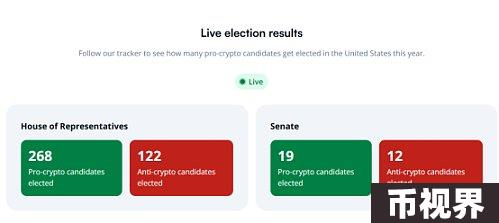 Live election results
Follow our tracker to see how many pro-crypto candidates get elected in the United States this year.
Live
House of Representatives
268
Pro-crypto candidates
elected
122
Anti-crypto candidates
elected
Senate
19
Pro-crypto candidates
elected
12
Anti-crypto candidates
elected
币视界